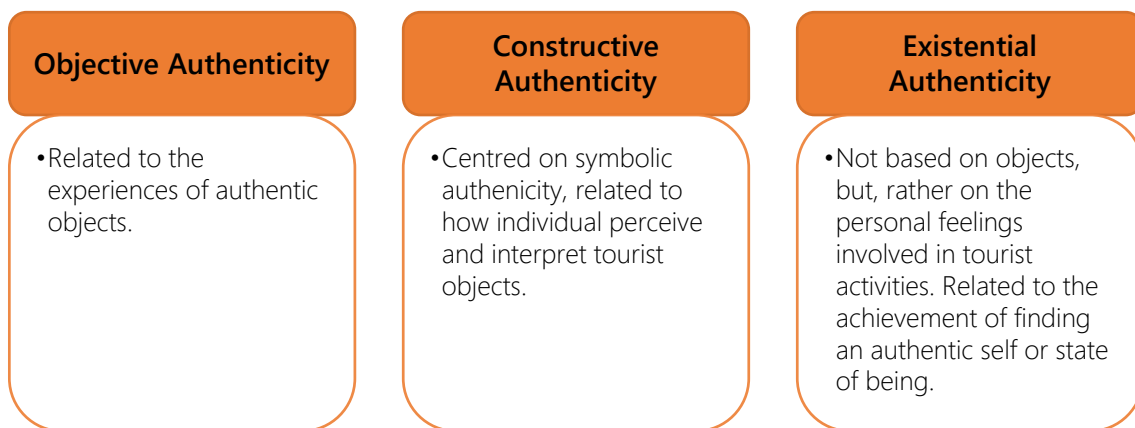 Objective Authenticity
•Related to the
experiences of authentic
objects.
Constructive
Authenticity
•Centred on symbolic
authenicity, related to
how individual perceive
and interpret tourist
objects.
Existential
Authenticity
•Not based on objects,
but, rather on the
personal feelings
involved in tourist
activities. Related to the
achievement of finding
an authentic self or state
of being.